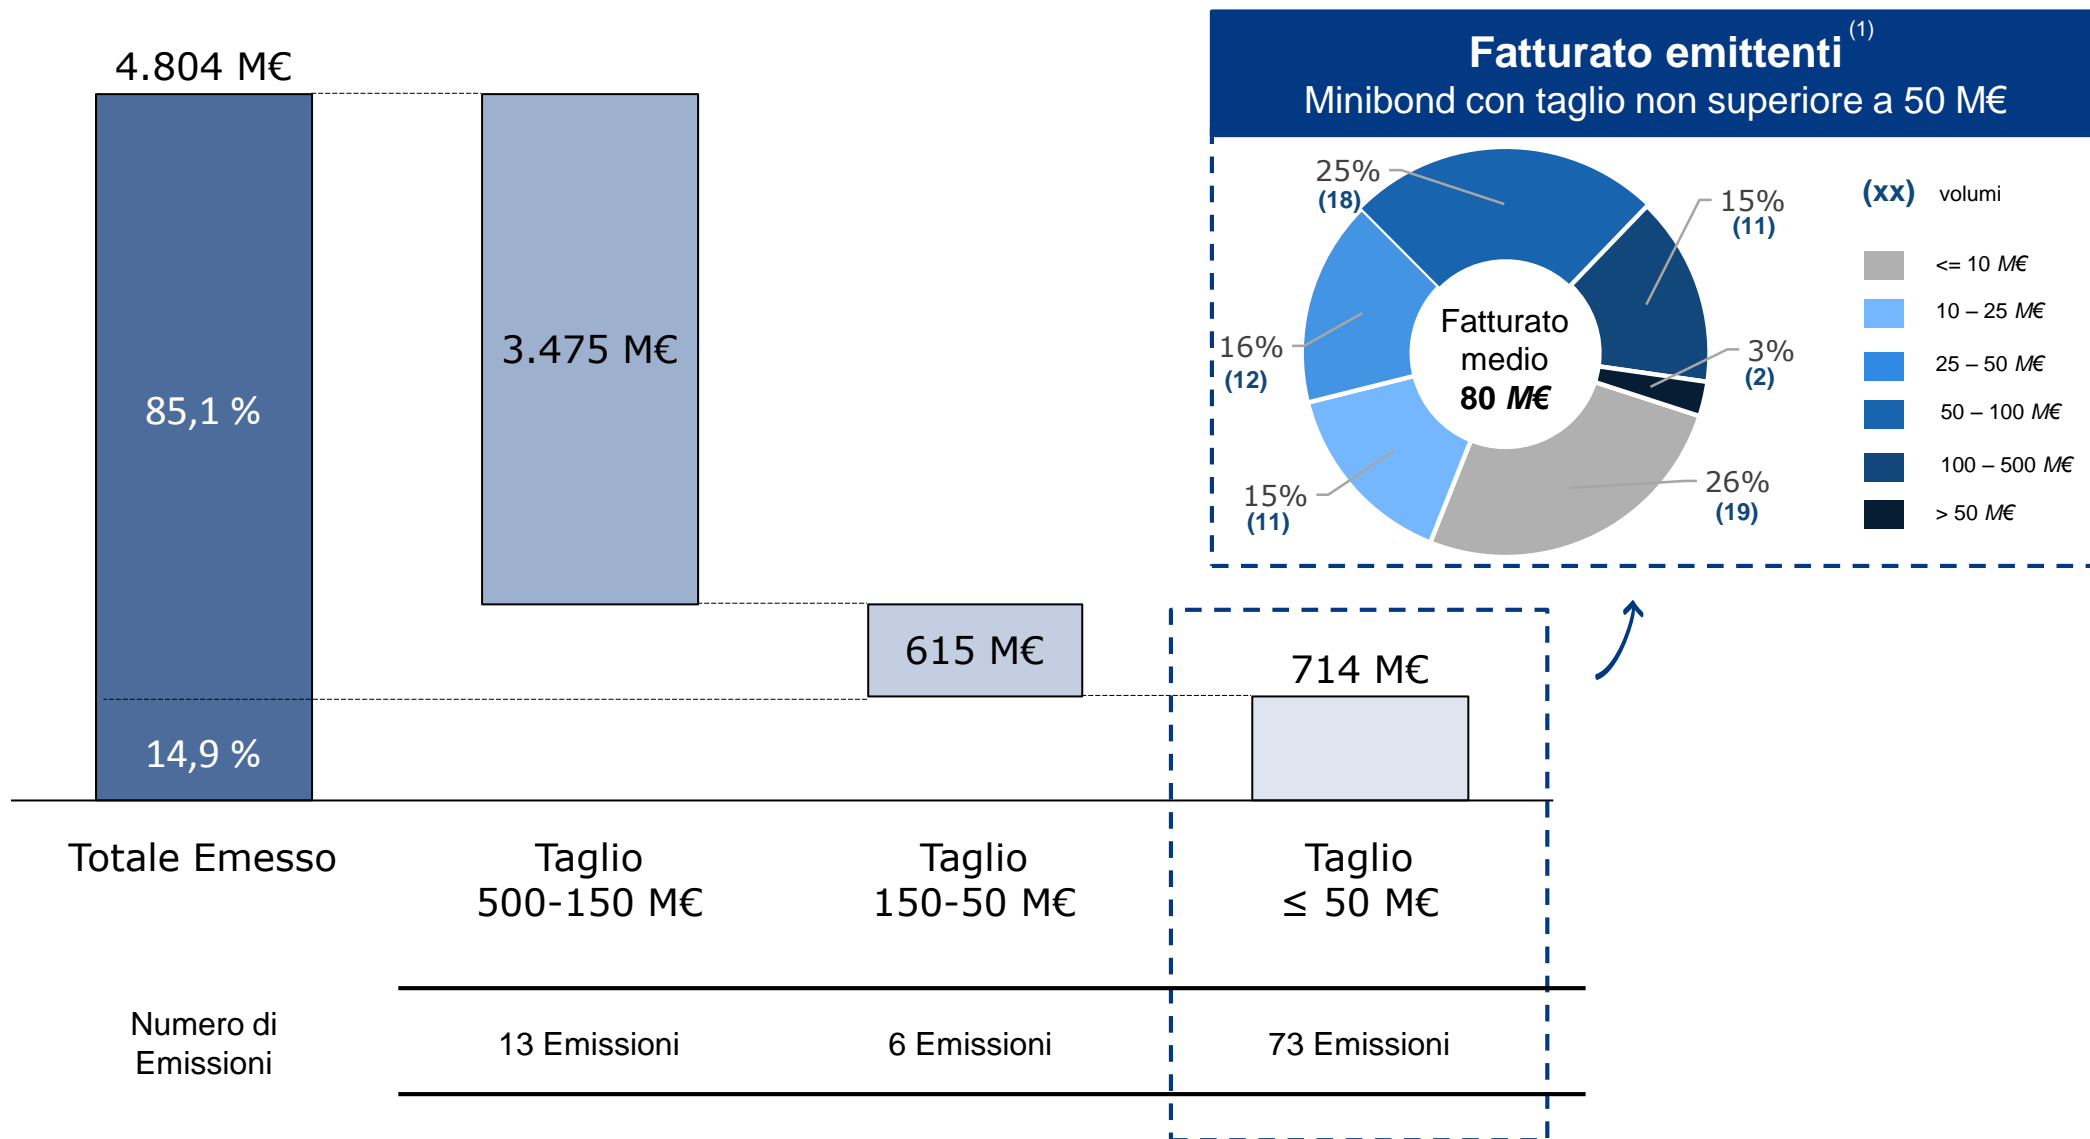 4.804 M€
85,1 %
14,9 %
3.475 M€
615 M€
714 M€
Totale Emesso
Taglio
500-150 M€
Taglio
150-50 M€
Taglio
≤ 50 M€
Numero di
Emissioni
13 Emissioni
6 Emissioni
73 Emissioni
Fatturato emittenti (1)
Minibond con taglio non superiore a 50 M€
25%
(18)
15%
(11)
16%
(12)
3%
(2)
15%
(11)
26%
(19)
Fatturato
medio
80 M€
(xx) volumi
<= 10 M€
10 – 25 M€
25 – 50 M€
50 – 100 M€
100 – 500 M€
> 50 M€